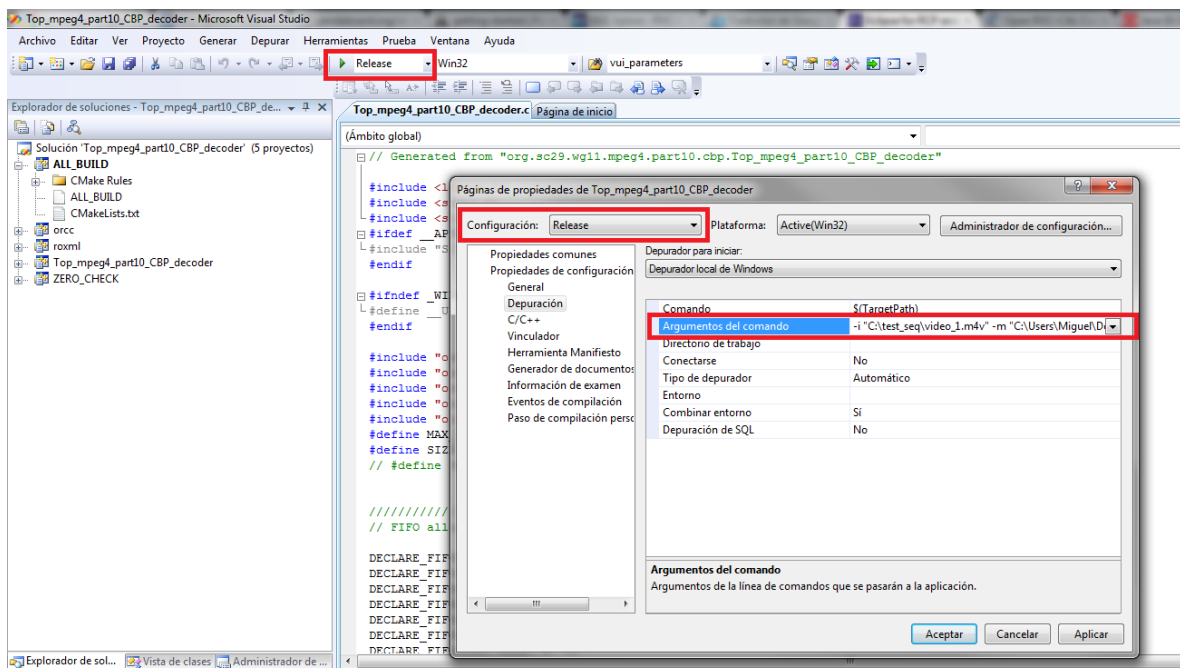 Top_mpeg4_part10_CBP_decoder - Microsoft Visual Studio
Archivo Editar Ver Proyecto Generar Depurar Herramientas Prueba Ventana Ayuda
Release Win32 vui_parameters
Explorador de soluciones - Top_mpeg4_part10_CBP_de...
Solución 'Top_mpeg4_part10_CBP_decoder' (5 proyectos)
ALL_BUILD
CMake Rules
ALL_BUILD
CMakeLists.txt
orcc
roxml
Top_mpeg4_part10_CBP_decoder
ZERO_CHECK
Explorador de sol... Vista de clases Administrador de ...
Top_mpeg4_part10_CBP_decoder.c Página de inicio
(Ámbito global)
// Generated from "org.sc29.wg11.mpeg4.part10.cbp.Top_mpeg4_part10_CBP_decoder"
#include <l
#include <s
#include <s
#ifdef __AP
#include "S
#endif
#ifndef _WI
#define __U
#endif
#include "o
#include "o
#include "o
#include "o
#include "o
#define MAX
#define SIZ
// #define
///////////
// FIFO all
DECLARE_FIF
DECLARE_FIF
DECLARE_FIF
DECLARE_FIF
DECLARE_FIF
DECLARE_FIF
DECLARE_FIF
Páginas de propiedades de Top_mpeg4_part10_CBP_decoder
Configuración: Release Plataforma: Active(Win32) Administrador de configuración...
Propiedades comunes
Propiedades de configuración
General
Depuración
C/C++
Vinculador
Herramienta Manifiesto
Generador de documentos
Información de examen
Eventos de compilación
Paso de compilación perso
Depurador para iniciar:
Depurador local de Windows
Comando $(TargetPath)
Argumentos del comando -i "C:\test_seq\video_1.m4v" -m "C:\Users\Miguel\De
Directorio de trabajo
Conectarse No
Tipo de depurador Automático
Entorno
Combinar entorno Sí
Depuración de SQL No
Argumentos del comando
Argumentos de la línea de comandos que se pasarán a la aplicación.
Aceptar Cancelar Aplicar